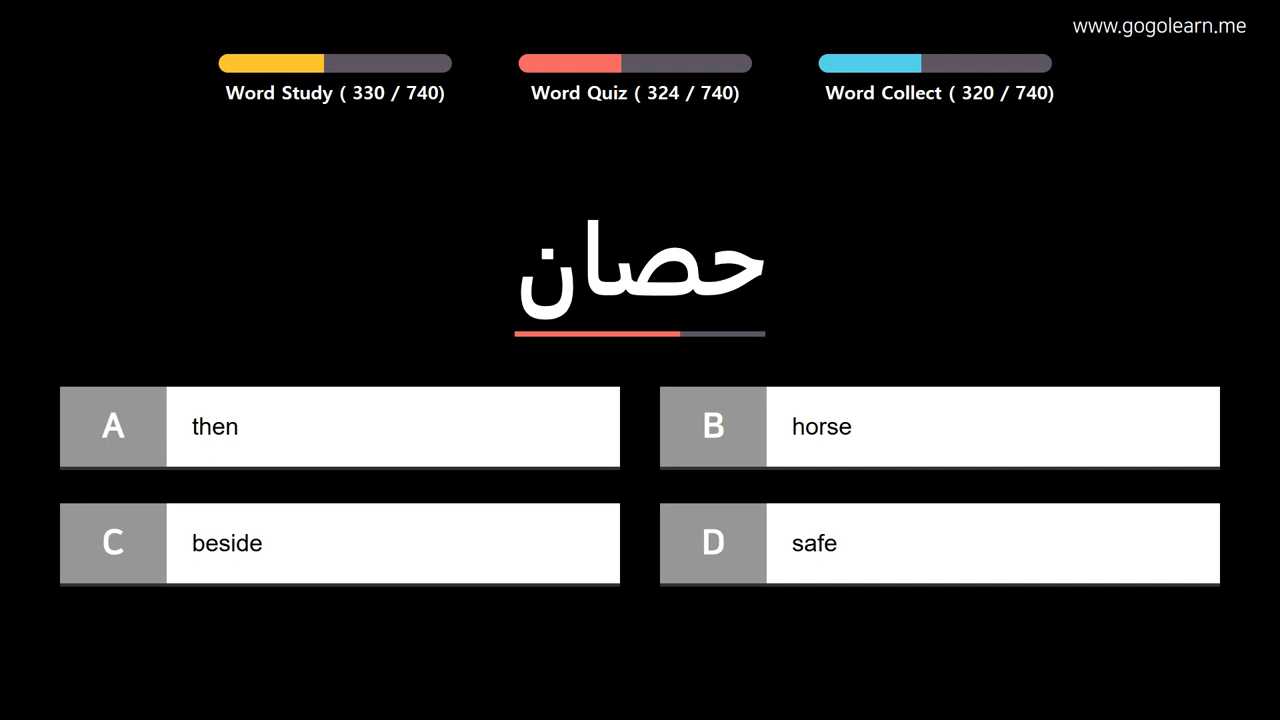 www.gogolearn.me
Word Study ( 330 / 740)
Word Quiz ( 324 / 740)
Word Collect ( 320 / 740)
حصان
A then
B horse
C beside
D safe